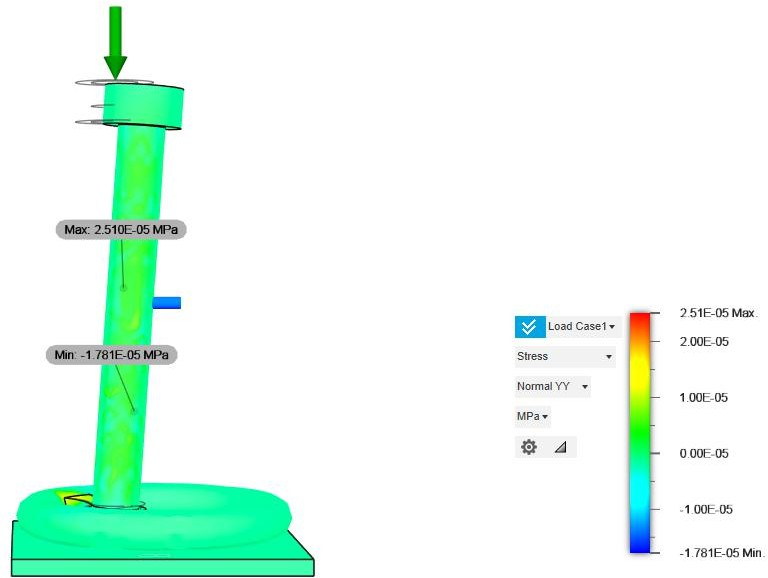 Max: 2.510E-05 MPa
Min: -1.781E-05 MPa
Load Case1
Stress
Normal YY
MPa
2.51E-05 Max.
2.00E-05
1.00E-05
0.00E-05
-1.00E-05
-1.781E-05 Min.